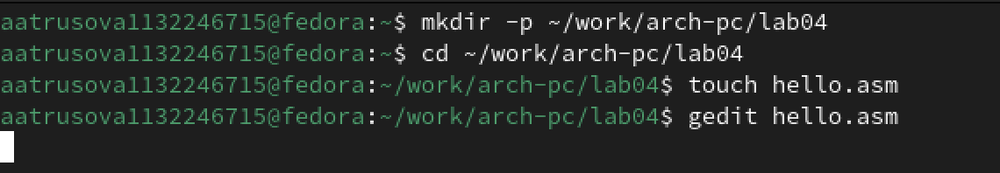 aatrusova1132246715@fedora:~$ mkdir -p ~/work/arch-pc/lab04
aatrusova1132246715@fedora:~$ cd ~/work/arch-pc/lab04
aatrusova1132246715@fedora:~/work/arch-pc/lab04$ touch hello.asm
aatrusova1132246715@fedora:~/work/arch-pc/lab04$ gedit hello.asm